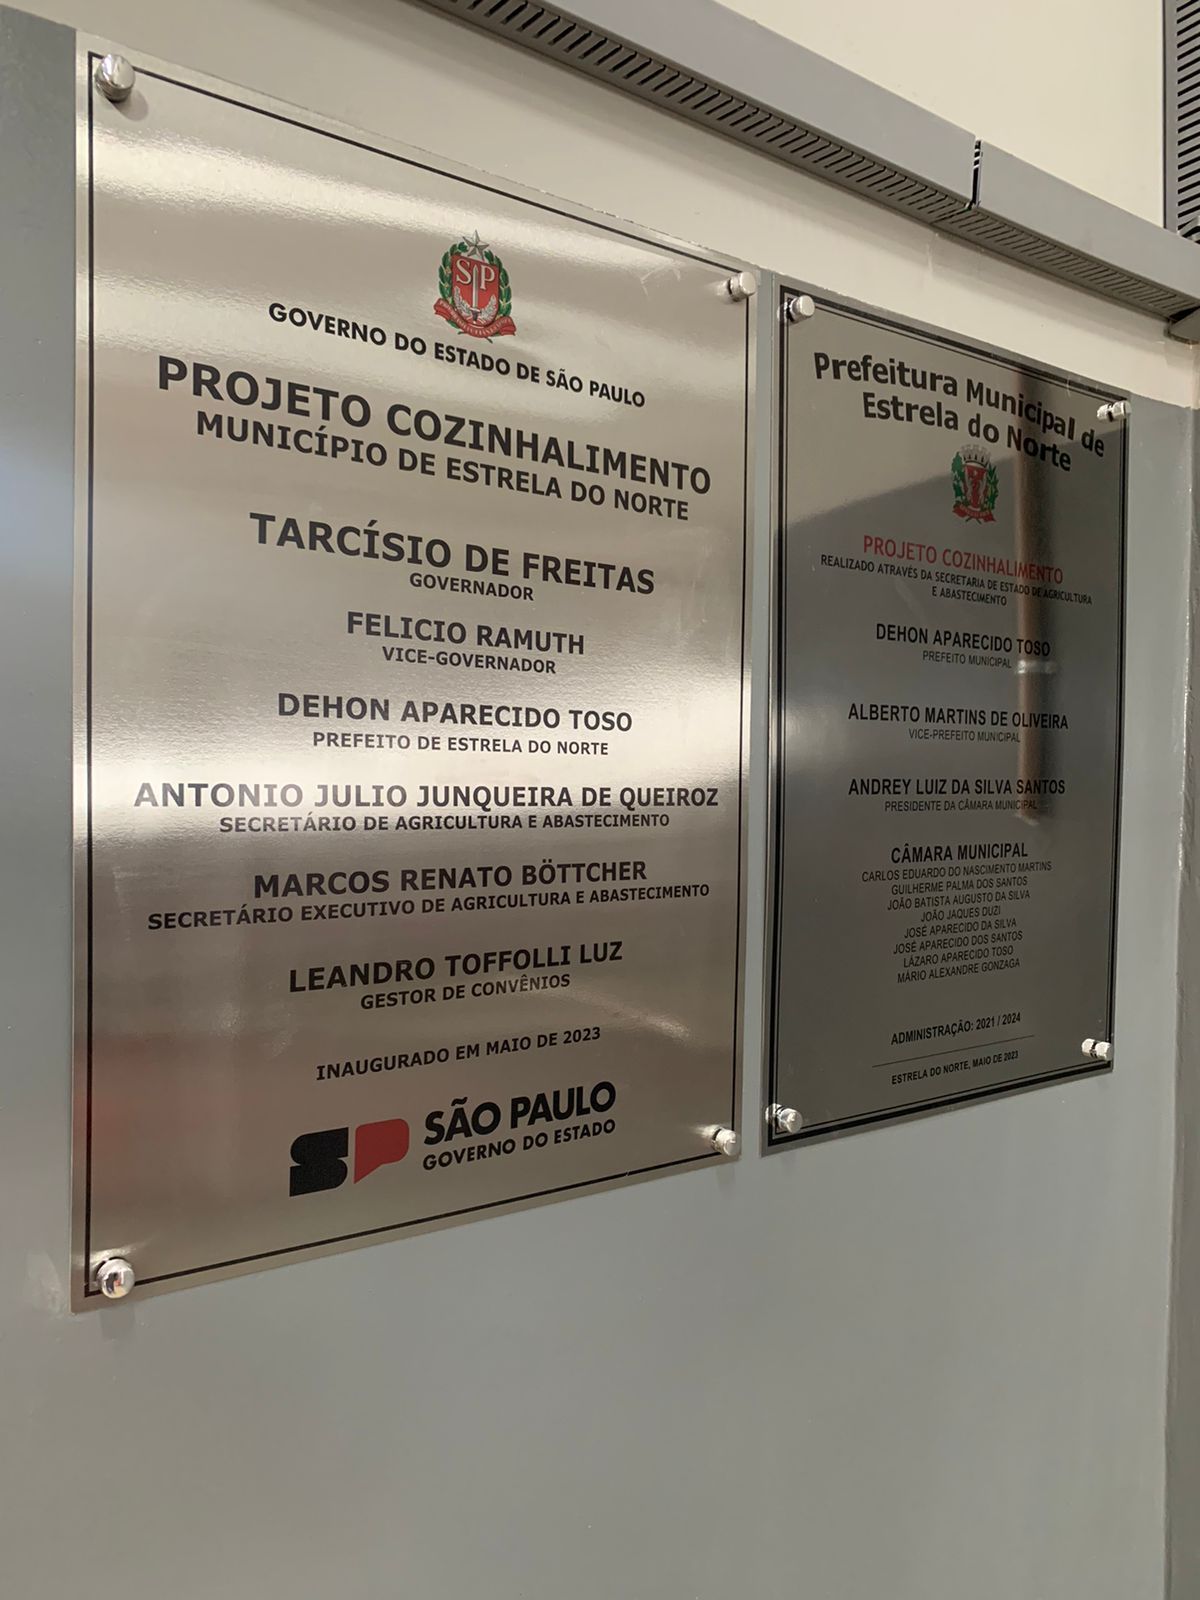 SP
GOVERNO DO ESTADO DE SÃO PAULO
PROJETO COZINHALIMENTO
MUNICÍPIO DE ESTRELA DO NORTE
TARCÍSIO DE FREITAS
GOVERNADOR
FELICIO RAMUTH
VICE-GOVERNADOR
DEHON APARECIDO TOSO
PREFEITO DE ESTRELA DO NORTE
ANTONIO JULIO JUNQUEIRA DE QUEIROZ
SECRETÁRIO DE AGRICULTURA E ABASTECIMENTO
MARCOS RENATO BÖTTCHER
SECRETÁRIO EXECUTIVO DE AGRICULTURA E ABASTECIMENTO
LEANDRO TOFFOLLI LUZ
GESTOR DE CONVÊNIOS
INAUGURADO EM MAIO DE 2023
SP
SÃO PAULO
GOVERNO DO ESTADO
Prefeitura Municipal de
Estrela do Norte
PROJETO COZINHALIMENTO
REALIZADO ATRAVÉS DA SECRETARIA DE ESTADO DE AGRICULTURA
E ABASTECIMENTO
DEHON APARECIDO TOSO
PREFEITO MUNICIPAL
ALBERTO MARTINS DE OLIVEIRA
VICE-PREFEITO MUNICIPAL
ANDREY LUIZ DA SILVA SANTOS
PRESIDENTE DA CÂMARA MUNICIPAL
CÂMARA MUNICIPAL
CARLOS EDUARDO DO NASCIMENTO MARTINS
GUILHERME PALMA DOS SANTOS
JOÃO BATISTA AUGUSTO DA SILVA
JOÃO JAQUES DUZI
JOSÉ APARECIDO DA SILVA
JOSÉ APARECIDO DOS SANTOS
LÁZARO APARECIDO TOSO
MÁRIO ALEXANDRE GONZAGA
ADMINISTRAÇÃO: 2021 / 2024
ESTRELA DO NORTE, MAIO DE 2023